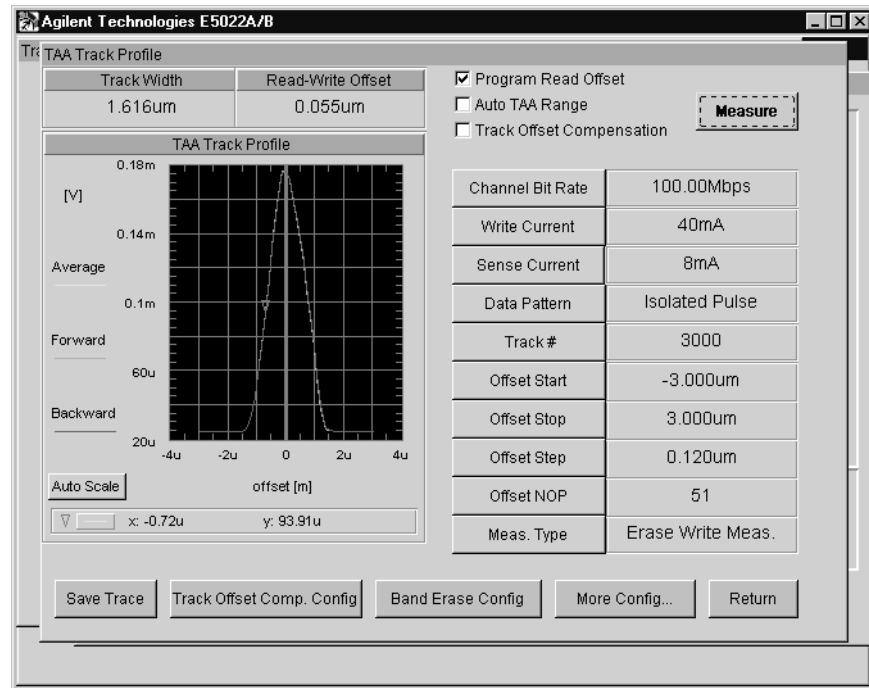 Agilent Technologies E5022A/B
Tra
TAA Track Profile
Track Width Read-Write Offset
1.616um 0.055um
Program Read Offset
Auto TAA Range
Track Offset Compensation
Measure
TAA Track Profile
[V]
0.18m
0.14m
0.1m
60u
20u
Average
Forward
Backward
-4u -2u 0 2u 4u
Auto Scale
offset [m]
x: -0.72u y: 93.91u
Channel Bit Rate 100.00Mbps
Write Current 40mA
Sense Current 8mA
Data Pattern Isolated Pulse
Track # 3000
Offset Start -3.000um
Offset Stop 3.000um
Offset Step 0.120um
Offset NOP 51
Meas. Type Erase Write Meas.
Save Trace Track Offset Comp. Config Band Erase Config More Config... Return